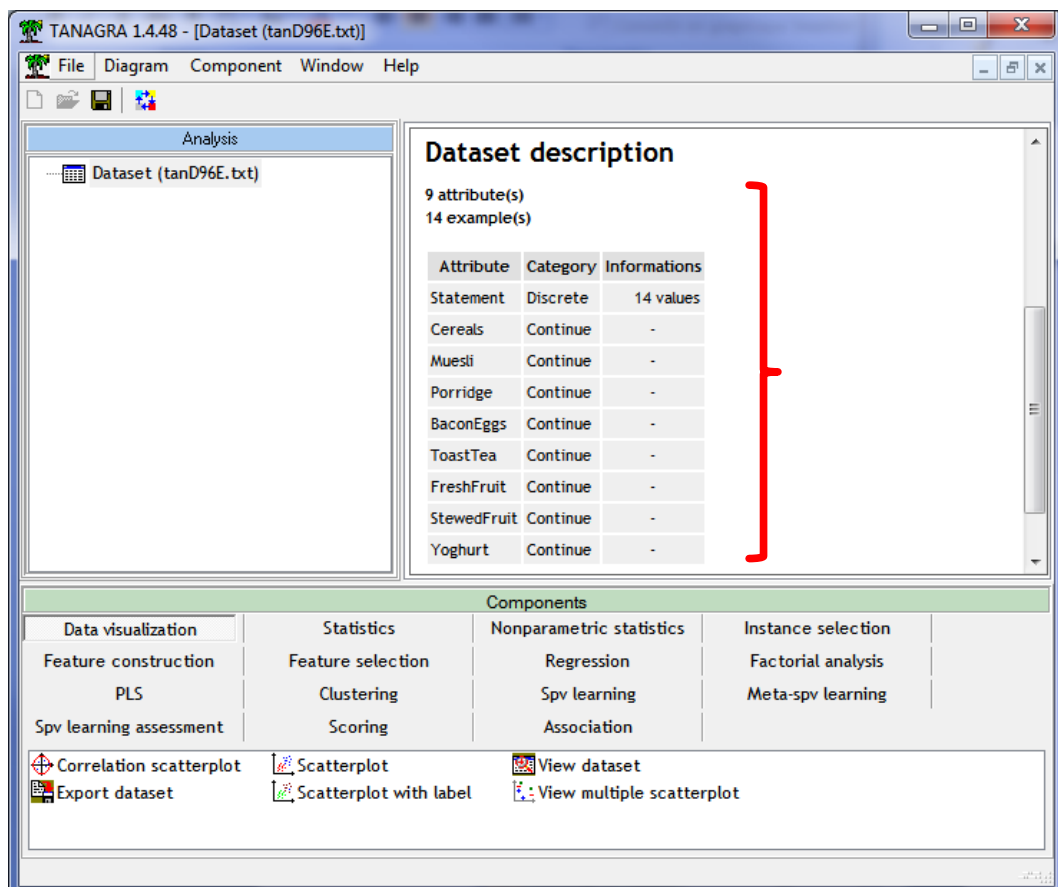 TANAGRA 1.4.48 - [Dataset (tanD96E.txt)]
File Diagram Component Window Help
Analysis
Dataset (tanD96E.txt)
Dataset description
9 attribute(s)
14 example(s)
Attribute Category Informations
Statement Discrete 14 values
Cereals Continue -
Muesli Continue -
Porridge Continue -
BaconEggs Continue -
ToastTea Continue -
FreshFruit Continue -
StewedFruit Continue -
Yoghurt Continue -
Components
Data visualization Statistics Nonparametric statistics Instance selection
Feature construction Feature selection Regression Factorial analysis
PLS Clustering Spv learning Meta-spv learning
Spv learning assessment Scoring Association
Correlation scatterplot Scatterplot View dataset
Export dataset Scatterplot with label View multiple scatterplot